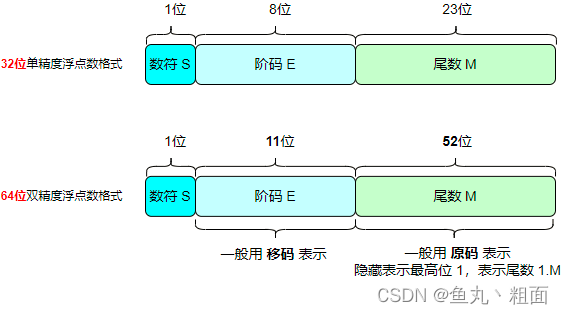 1位 8位 23位
32位单精度浮点数格式 数符 S 阶码 E 尾数 M
1位 11位 52位
64位双精度浮点数格式 数符 S 阶码 E 尾数 M
一般用 移码 表示 一般用 原码 表示
隐藏表示最高位 1，表示尾数 1.M
CSDN @鱼丸丶粗面